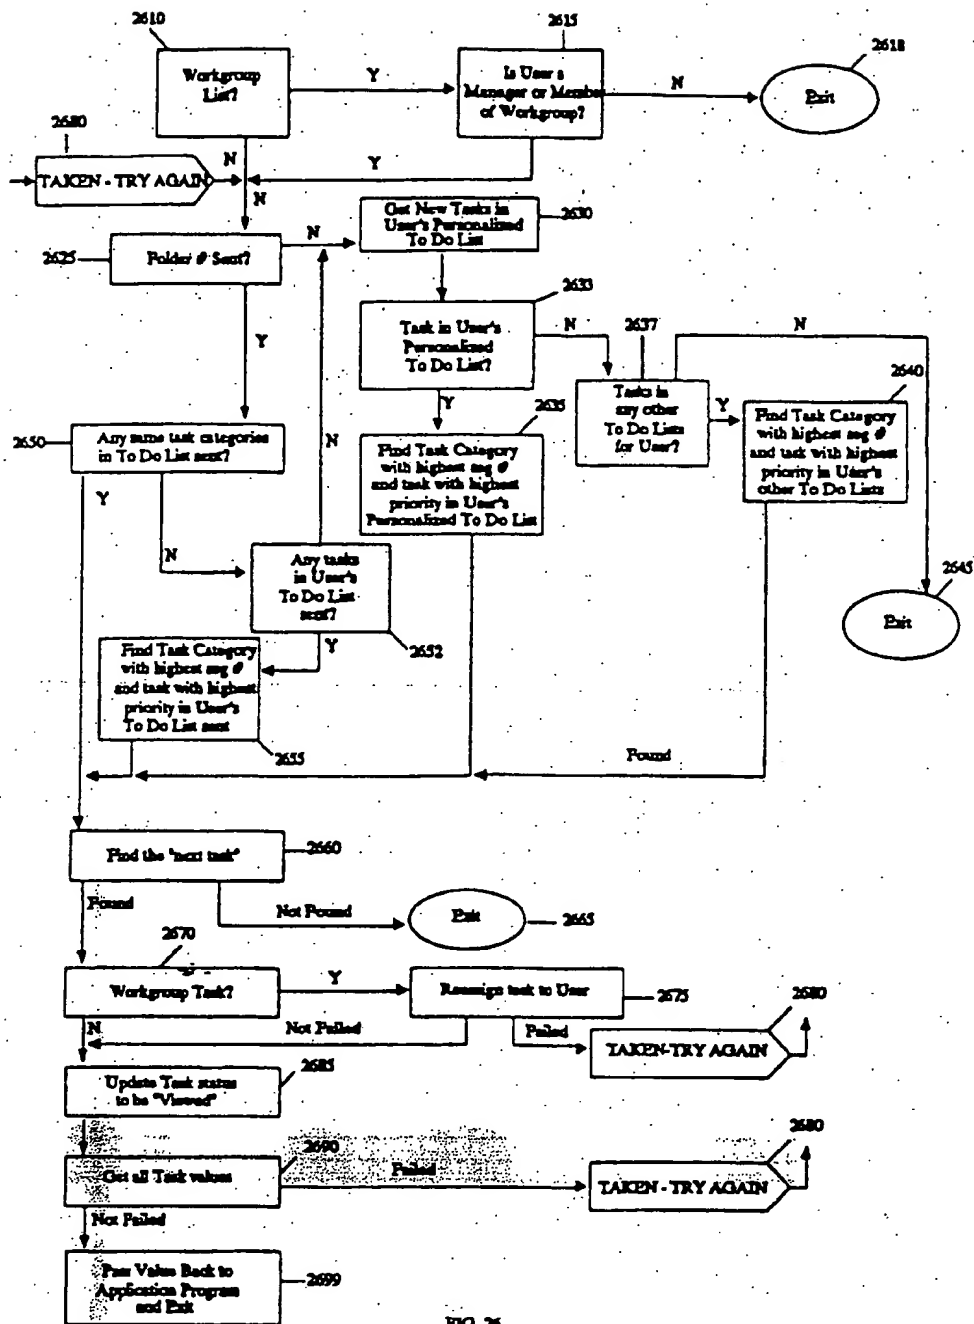 2610
2615
2618
Workgroup
List?
Y
Is User a
Manager or Member
of Workgroup?
N
Exit
2680
N
Y
TAKEN - TRY AGAIN
N
Get New Tasks in
User's Personalized
To Do List
2630
N
2625
Folder # Sent?
2633
Task in User's
Personalized
To Do List?
N
2637
N
Y
2640
Tasks in
any other
To Do Lists
for User?
Y
Find Task Category
with highest seq #
and task with highest
priority in User's
other To Do Lists
Y
2635
2650
Any same task categories
in To Do List sent?
N
Find Task Category
with highest seq #
and task with highest
priority in User's
Personalized To Do List
Y
N
Any tasks
in User's
To Do List
sent?
2645
Exit
2652
Y
Find Task Category
with highest seq #
and task with highest
priority in User's
To Do List sent
2655
Found
Find the "next task"
2660
Found
Not Found
Exit
2665
2670
Workgroup Task?
Y
Reassign task to User
2675
2680
N
Not Failed
Failed
TAKEN-TRY AGAIN
2685
Update Task status
to be "Viewed"
2690
2680
Get all Task values
Failed
TAKEN - TRY AGAIN
Not Failed
Pass Value Back to
Application Program
and Exit
2699
FIG. 26